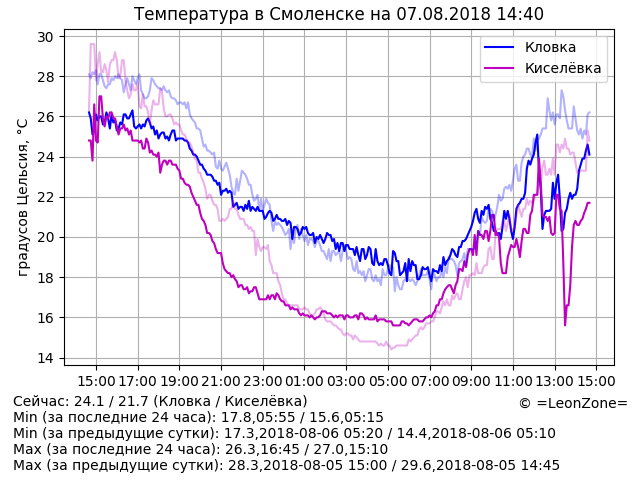 Температура в Смоленске на 07.08.2018 14:40
градусов Цельсия, °C
30
28
26
24
22
20
18
16
14
Кловка
Киселёвка
15:00 17:00 19:00 21:00 23:00 01:00 03:00 05:00 07:00 09:00 11:00 13:00 15:00
Сейчас: 24.1 / 21.7 (Кловка / Киселёвка)
© =LeonZone=
Min (за последние 24 часа): 17.8,05:55 / 15.6,05:15
Min (за предыдущие сутки): 17.3,2018-08-06 05:20 / 14.4,2018-08-06 05:10
Max (за последние 24 часа): 26.3,16:45 / 27.0,15:10
Max (за предыдущие сутки): 28.3,2018-08-05 15:00 / 29.6,2018-08-05 14:45